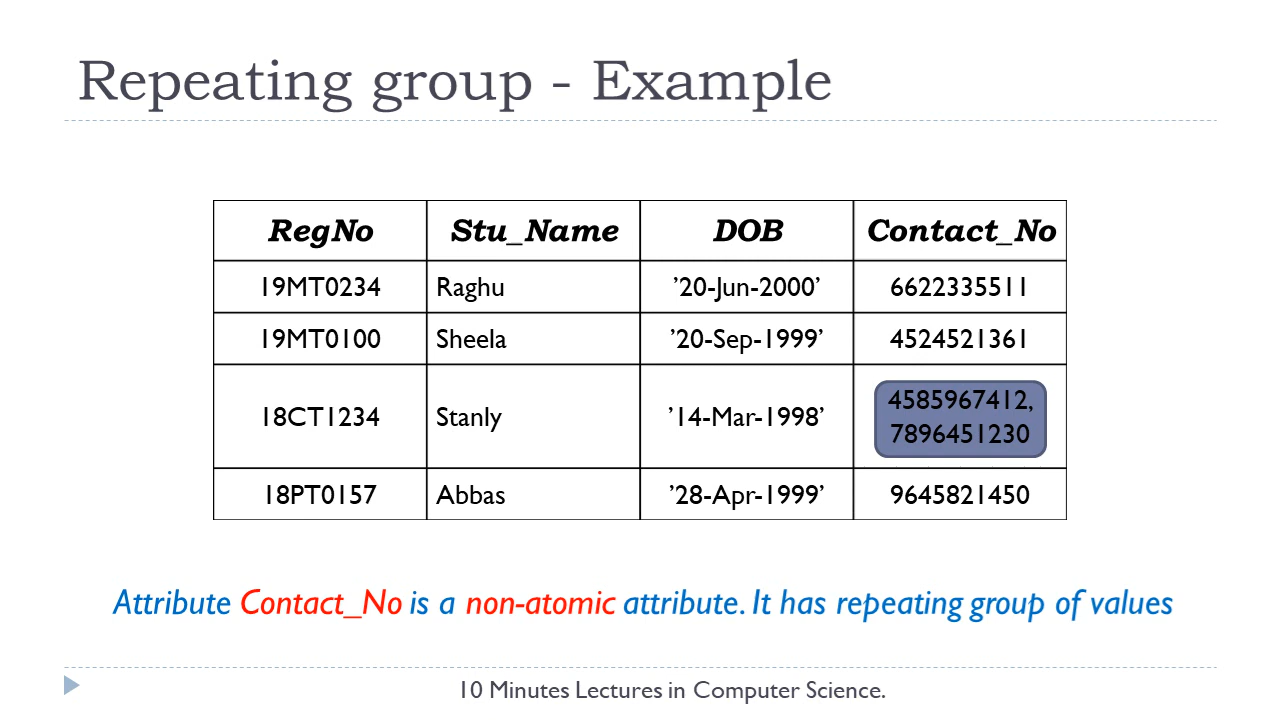 Repeating group - Example
RegNo Stu_Name DOB Contact_No
19MT0234 Raghu ’20-Jun-2000’ 6622335511
19MT0100 Sheela ’20-Sep-1999’ 4524521361
18CT1234 Stanly ’14-Mar-1998’ 4585967412,
7896451230
18PT0157 Abbas ’28-Apr-1999’ 9645821450
Attribute Contact_No is a non-atomic attribute. It has repeating group of values
10 Minutes Lectures in Computer Science.